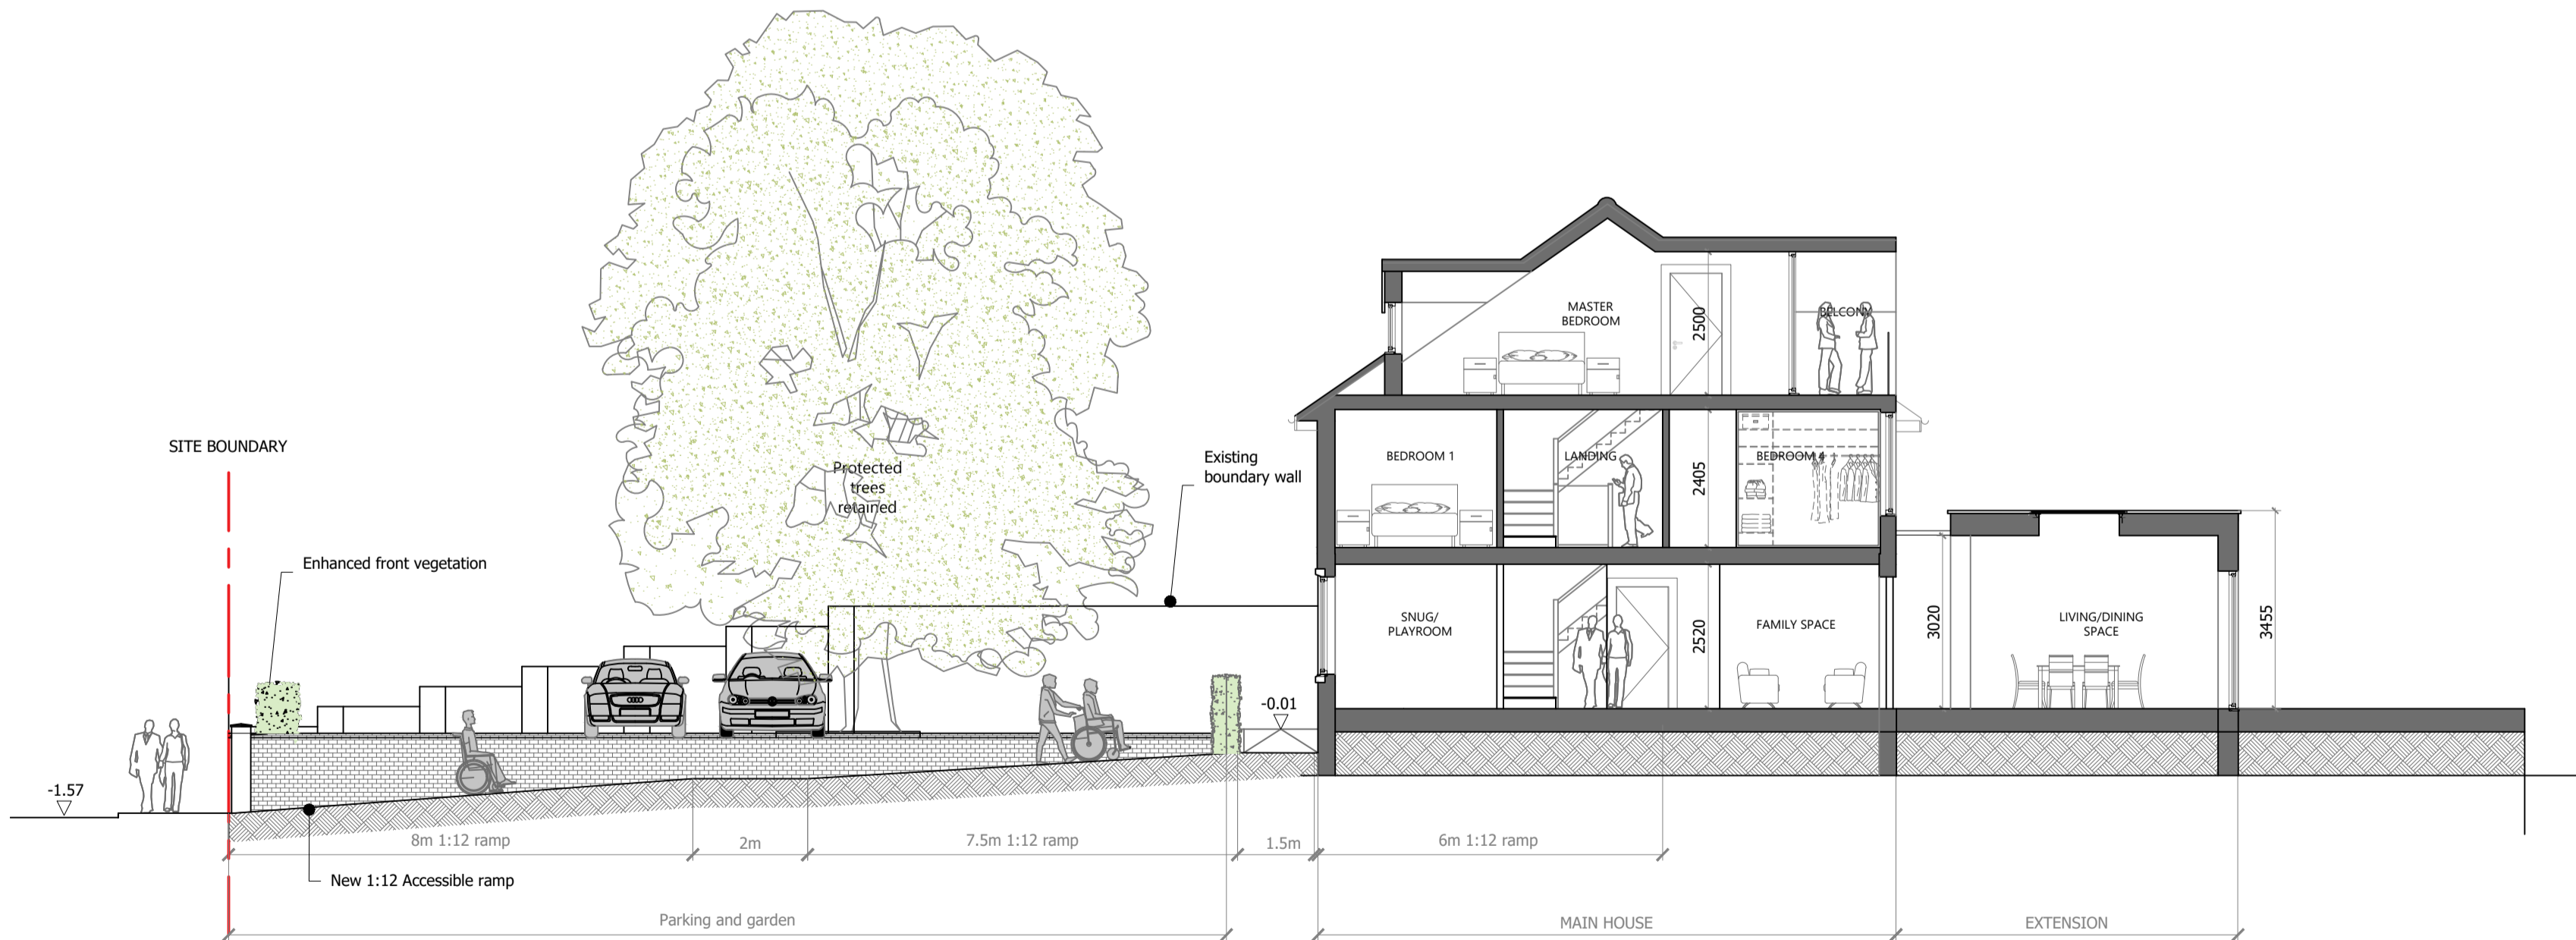 SITE BOUNDARY
Enhanced front vegetation
-1.57
New 1:12 Accessible ramp
8m 1:12 ramp
2m
7.5m 1:12 ramp
1.5m
6m 1:12 ramp
Parking and garden
MAIN HOUSE
EXTENSION
Protected
trees
retained
Existing
boundary wall
-0.01
MASTER
BEDROOM
2500
BELCONY
BEDROOM 1
LANDING
2405
BEDROOM 4
SNUG/
PLAYROOM
2520
FAMILY SPACE
3020
LIVING/DINING
SPACE
3455